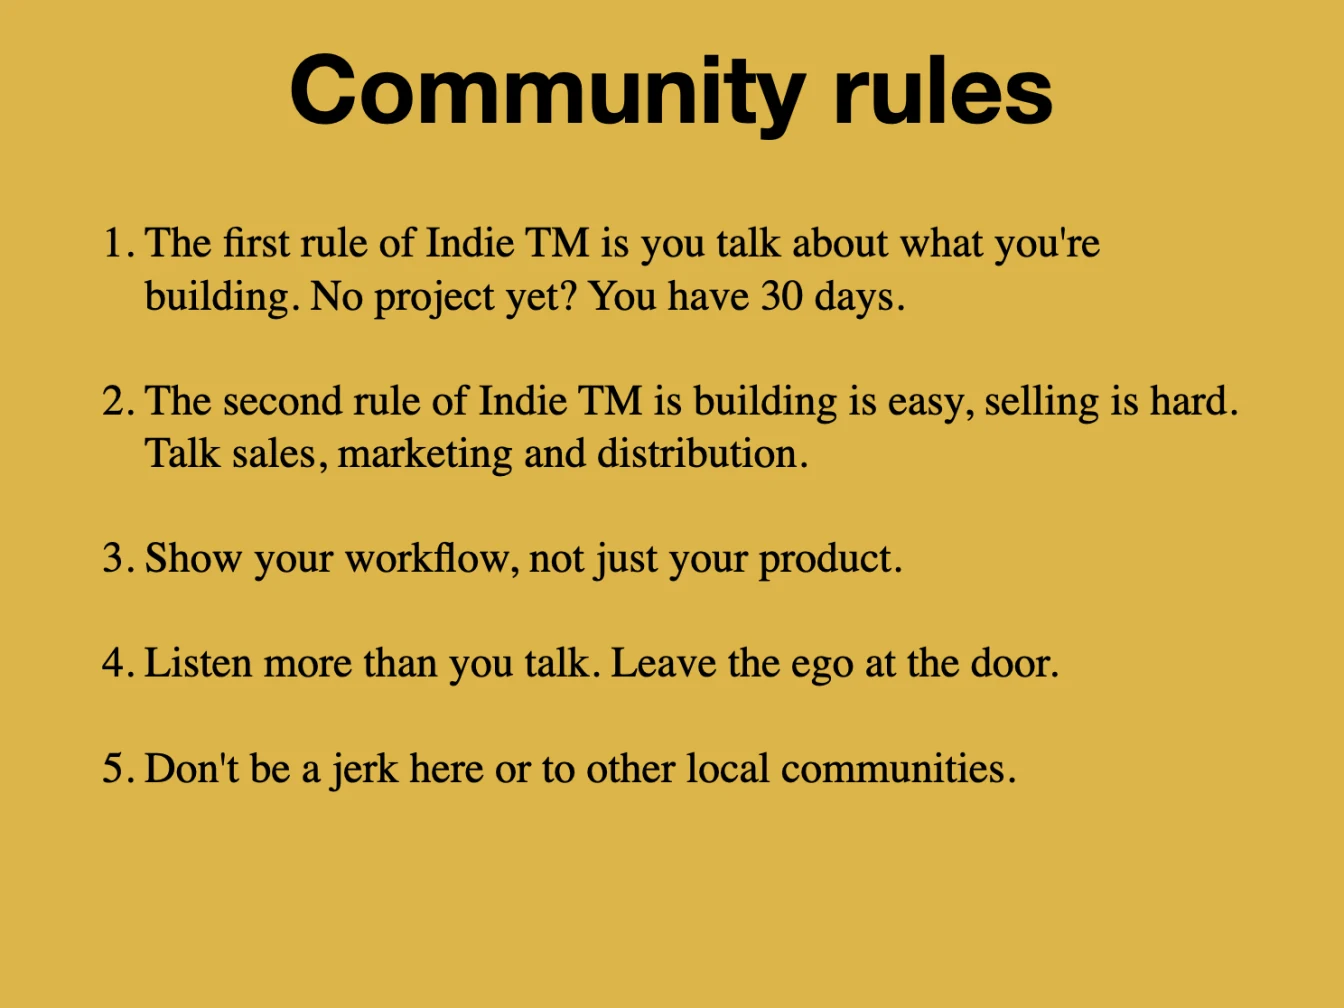 Community rules
1. The first rule of Indie TM is you talk about what you're
building. No project yet? You have 30 days.
2. The second rule of Indie TM is building is easy, selling is hard.
Talk sales, marketing and distribution.
3. Show your workflow, not just your product.
4. Listen more than you talk. Leave the ego at the door.
5. Don't be a jerk here or to other local communities.